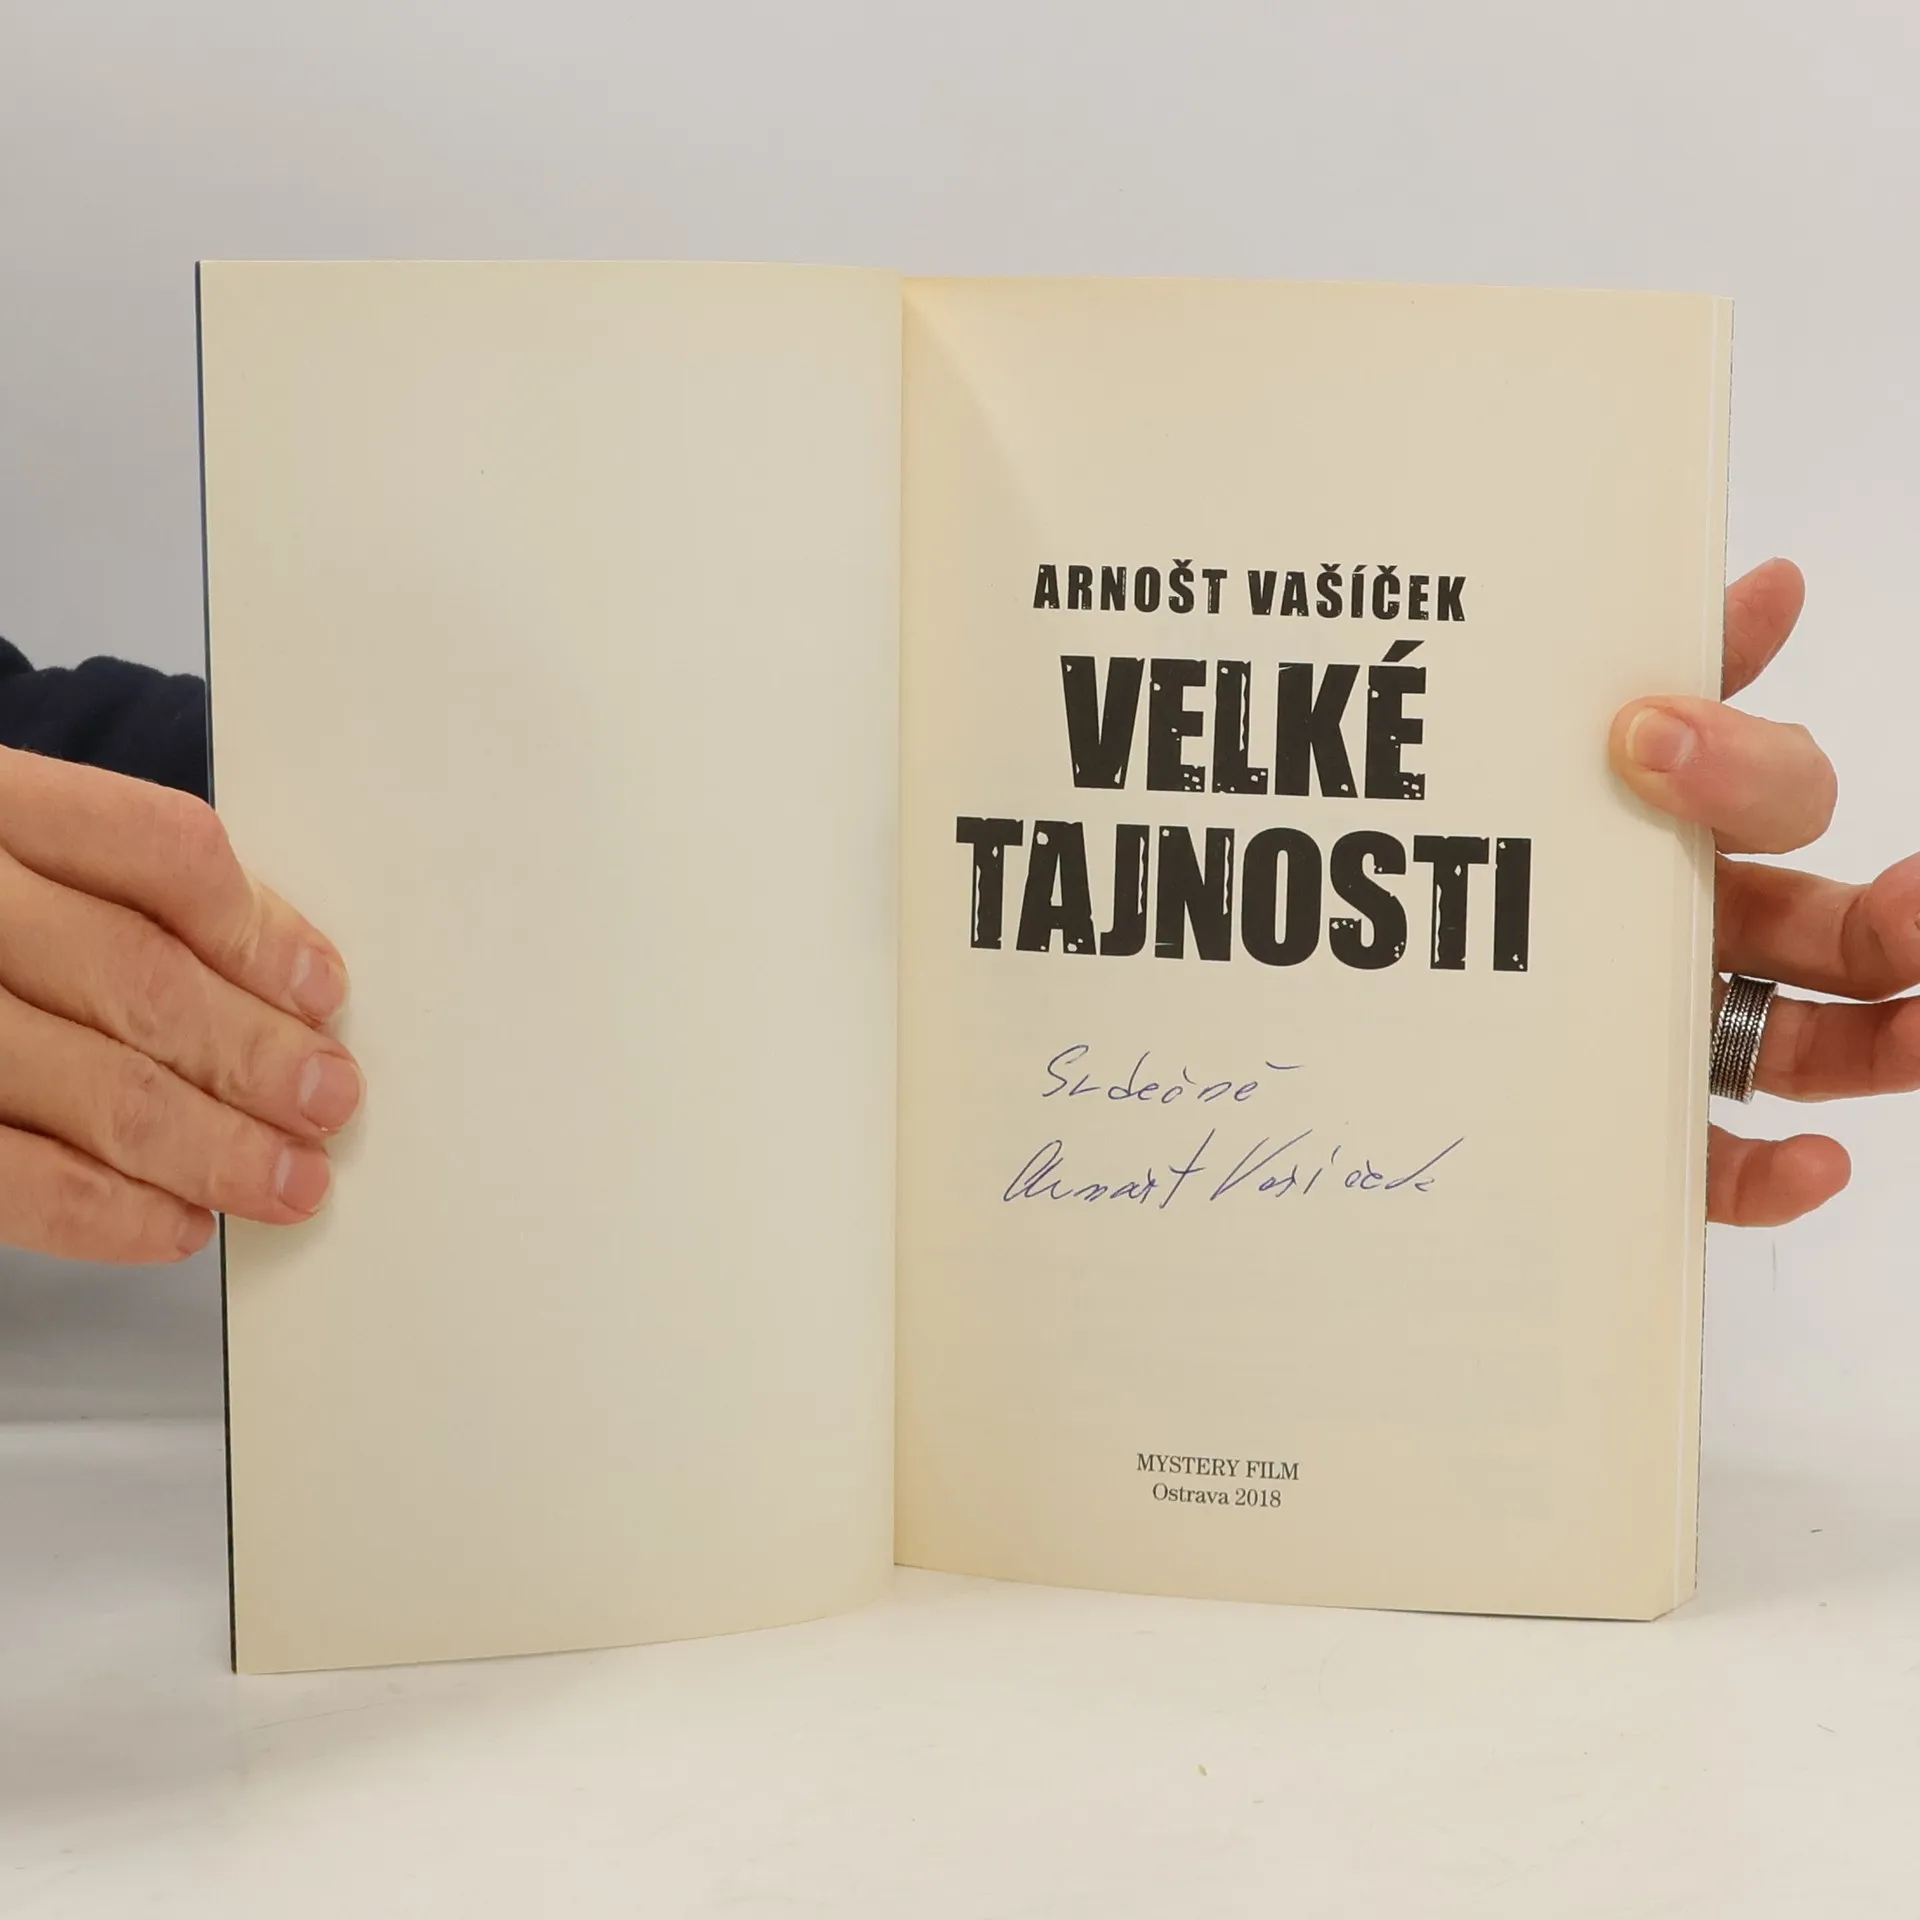 ARNOŠT VAŠÍČEK
VELKÉ
TAJNOSTI
Srdečně
Arnošt Vašíček
MYSTERY FILM
Ostrava 2018